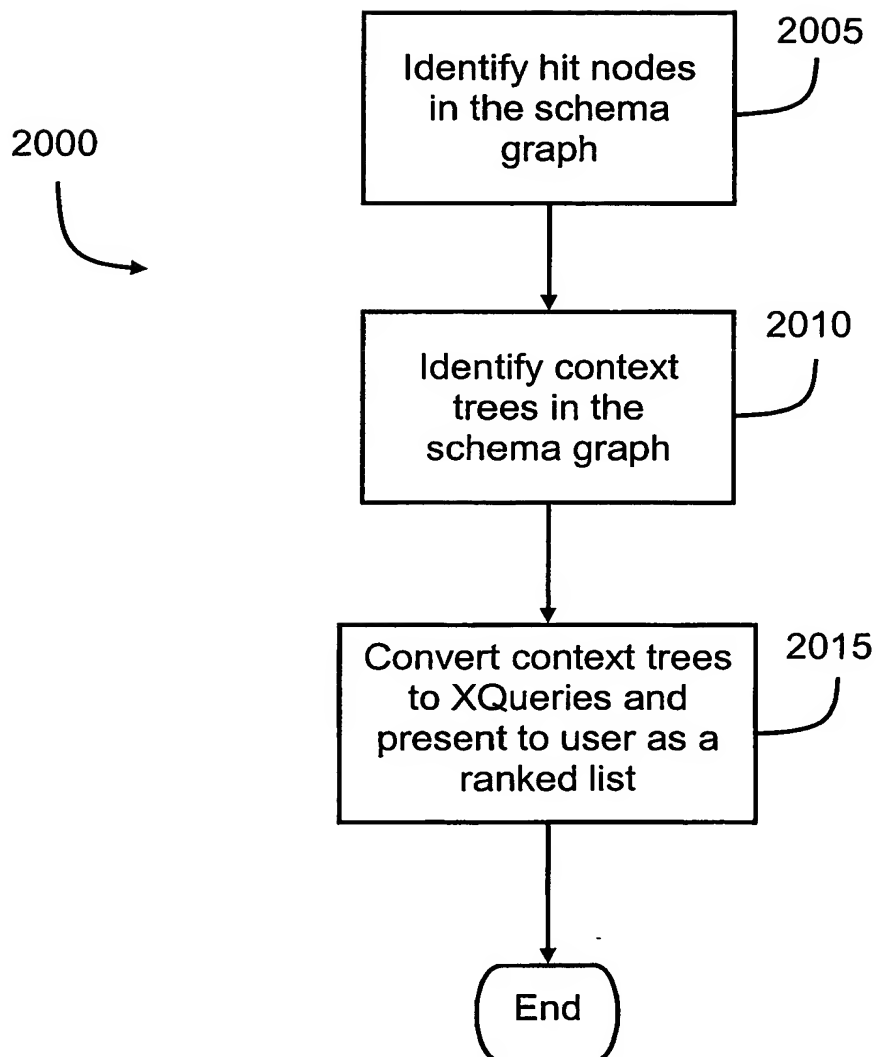 2005
Identify hit nodes
in the schema
graph
2000
2010
Identify context
trees in the
schema graph
2015
Convert context trees
to XQueries and
present to user as a
ranked list
End